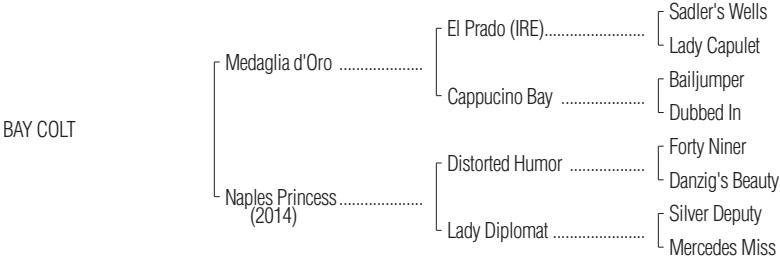 Sadler's Wells
El Prado (IRE).......................
Lady Capulet
Medaglia d'Oro ...................
Bailjumper
Cappucino Bay ...................
Dubbed In
BAY COLT
Forty Niner
Distorted Humor .................
Danzig's Beauty
Naples Princess...................
(2014)
Silver Deputy
Lady Diplomat .....................
Mercedes Miss